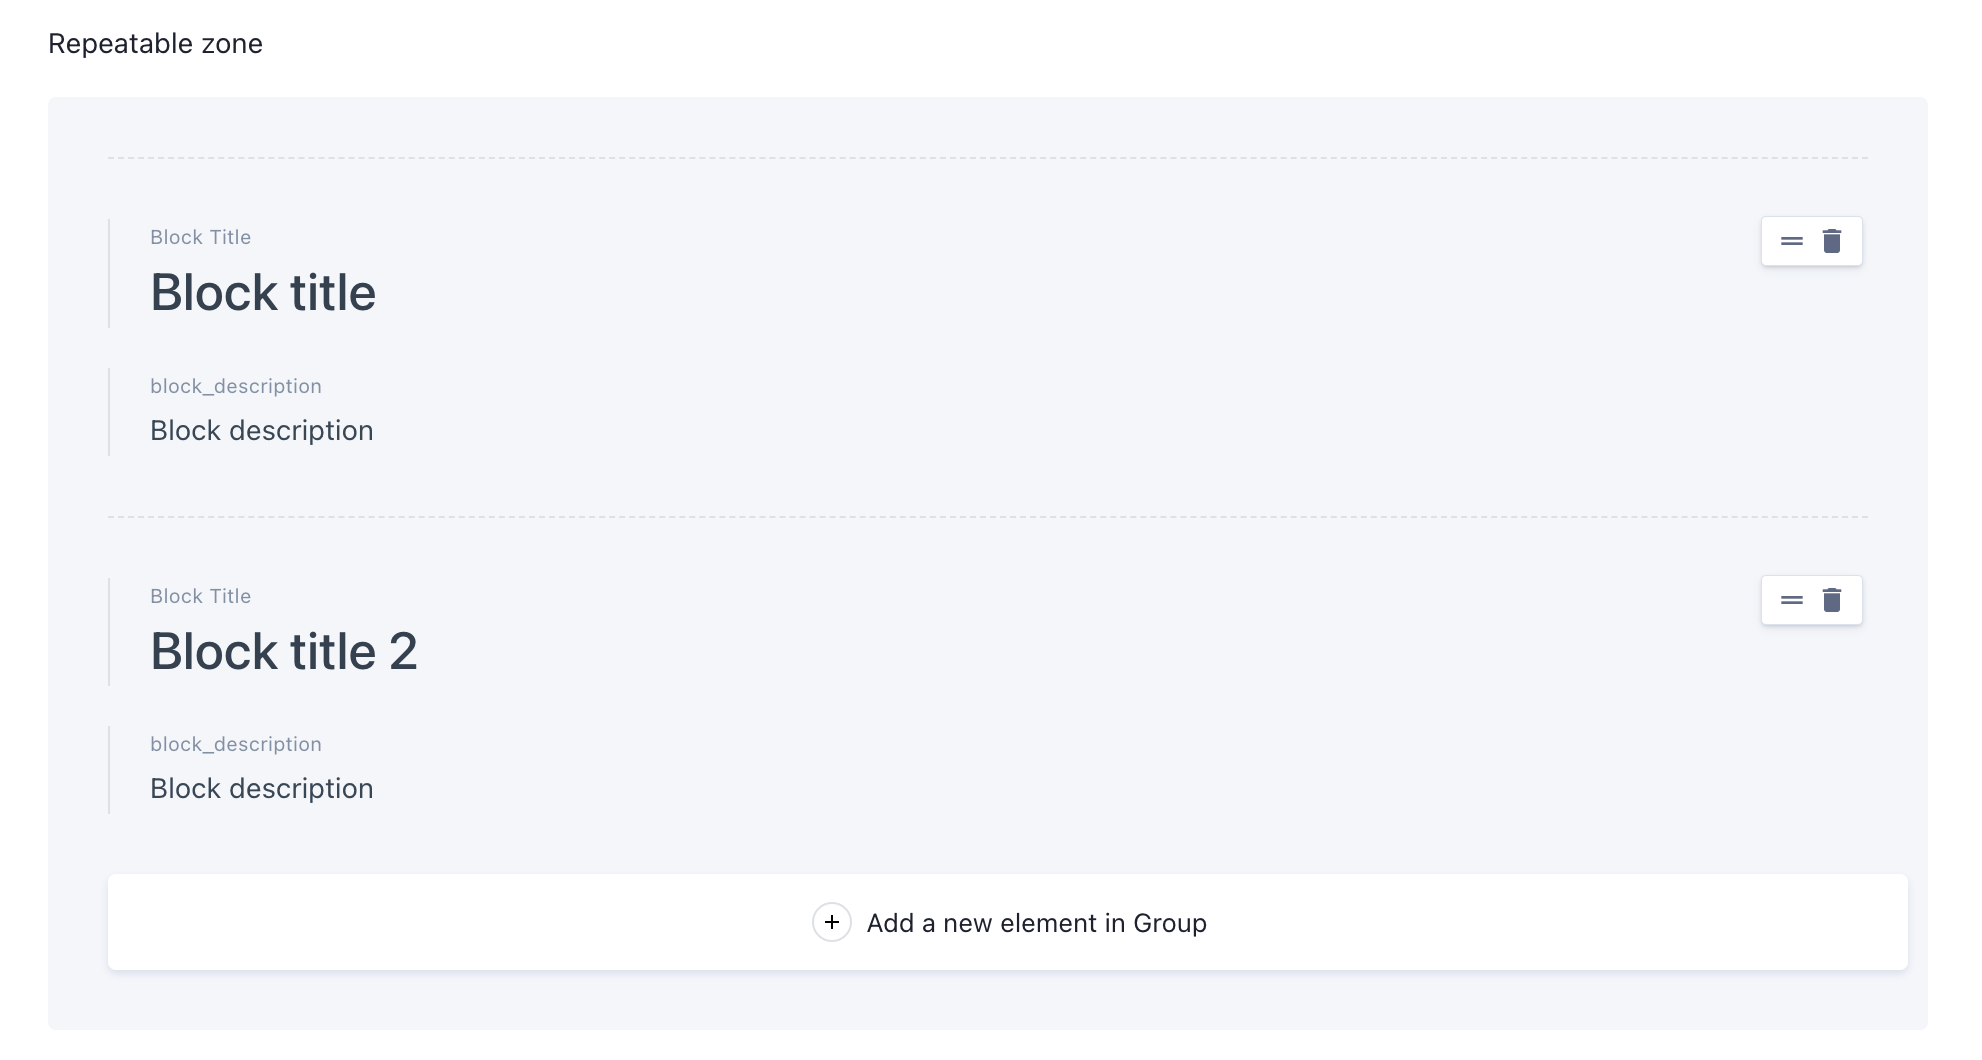 Repeatable zone
Block Title
Block title
block_description
Block description
Block Title
Block title 2
block_description
Block description
Add a new element in Group